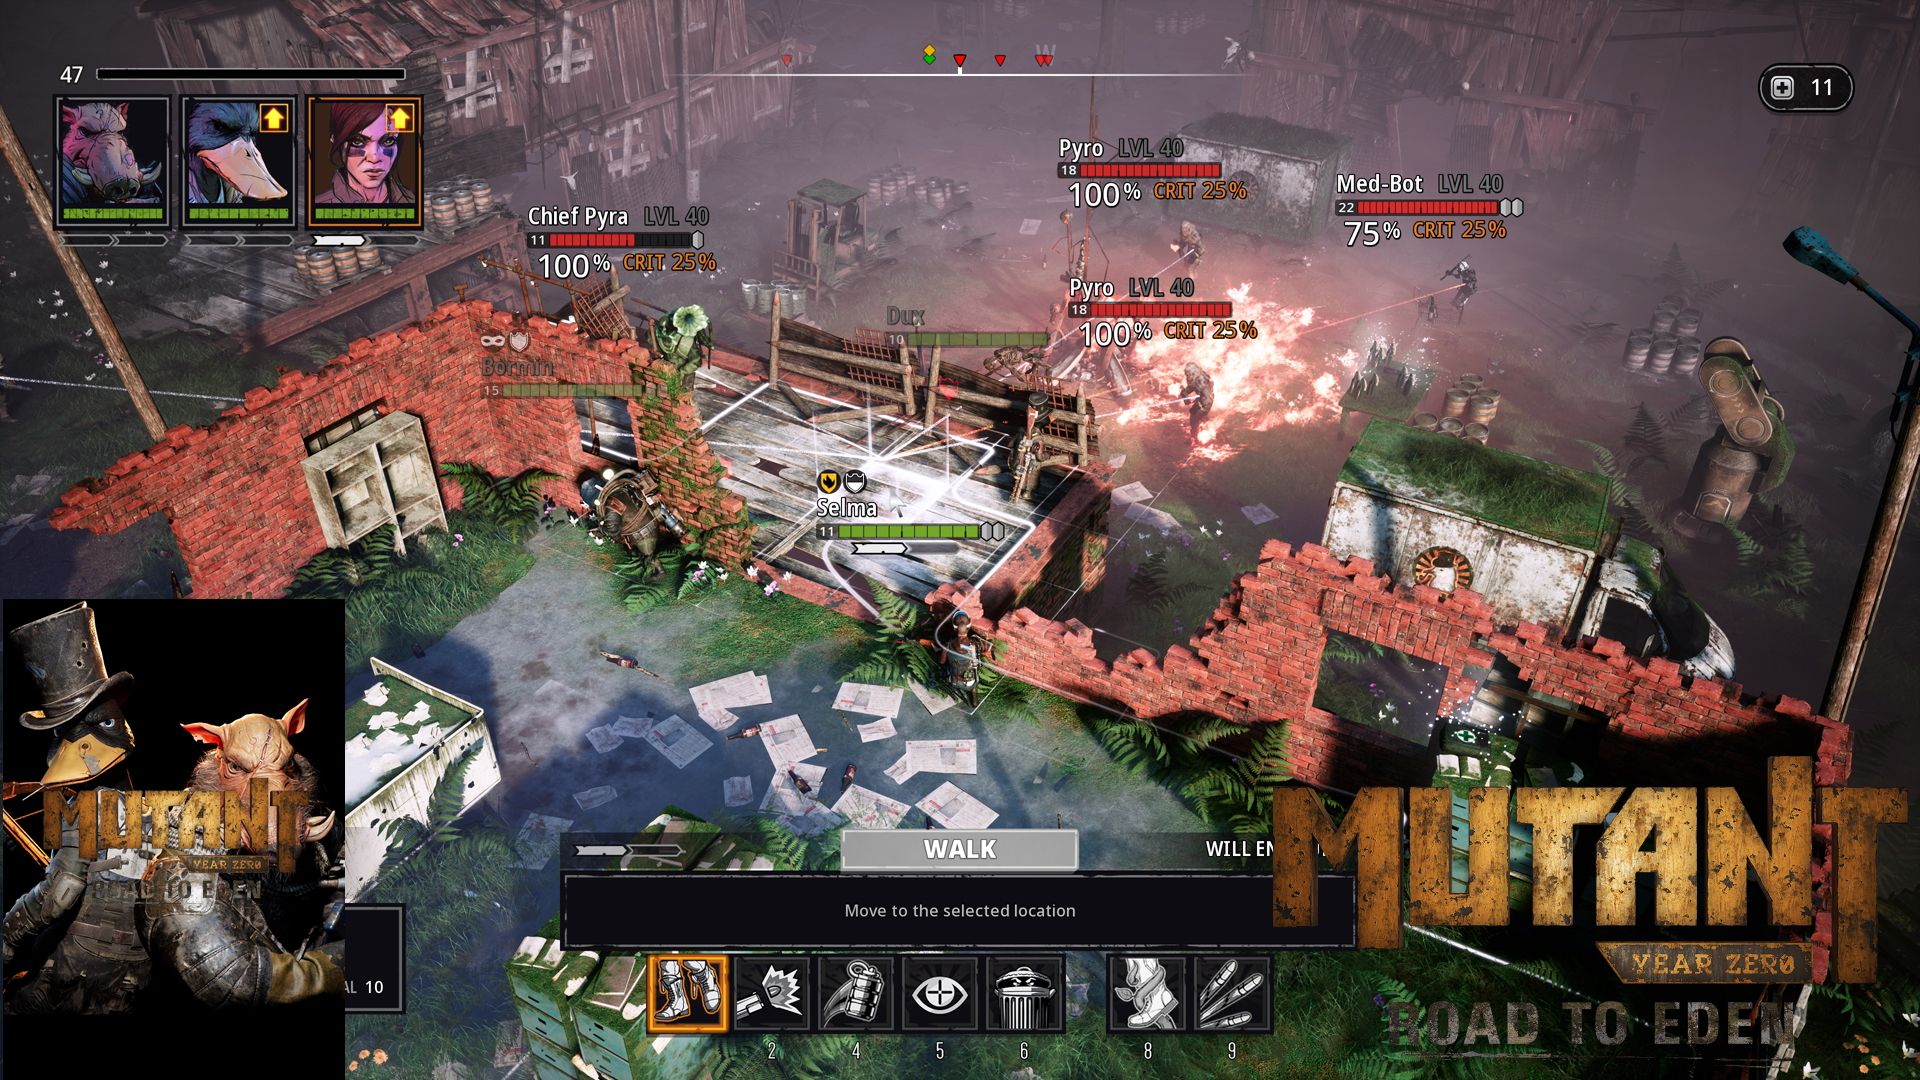 47
W
11
Pyro LVL 40
18
100% CRIT 25%
Med-Bot LVL 40
22
75% CRIT 25%
Chief Pyra LVL 40
11
100% CRIT 25%
Pyro LVL 40
18
100% CRIT 25%
Dux
10
Bormin
15
Selma
11
WALK
WILL EN
Move to the selected location
MUTANT
YEAR ZERO
ROAD TO EDEN
MUTANT
YEAR ZERO
ROAD TO EDEN
AL 10
2 4 5 6 8 9